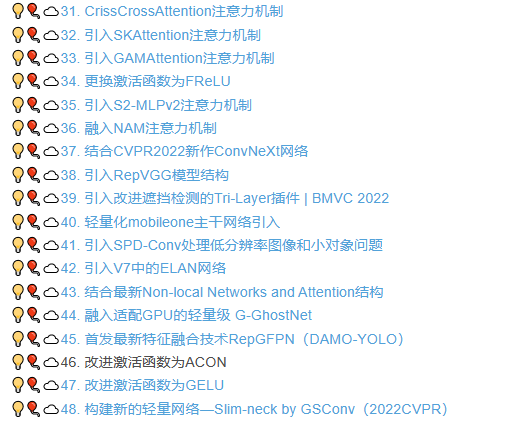 31. CrissCrossAttention注意力机制
32. 引入SKAttention注意力机制
33. 引入GAMAttention注意力机制
34. 更换激活函数为FReLU
35. 引入S2-MLPv2注意力机制
36. 融入NAM注意力机制
37. 结合CVPR2022新作ConvNeXt网络
38. 引入RepVGG模型结构
39. 引入改进遮挡检测的Tri-Layer插件 | BMVC 2022
40. 轻量化mobileone主干网络引入
41. 引入SPD-Conv处理低分辨率图像和小对象问题
42. 引入V7中的ELAN网络
43. 结合最新Non-local Networks and Attention结构
44. 融入适配GPU的轻量级 G-GhostNet
45. 首发最新特征融合技术RepGFPN（DAMO-YOLO）
46. 改进激活函数为ACON
47. 改进激活函数为GELU
48. 构建新的轻量网络—Slim-neck by GSConv（2022CVPR）